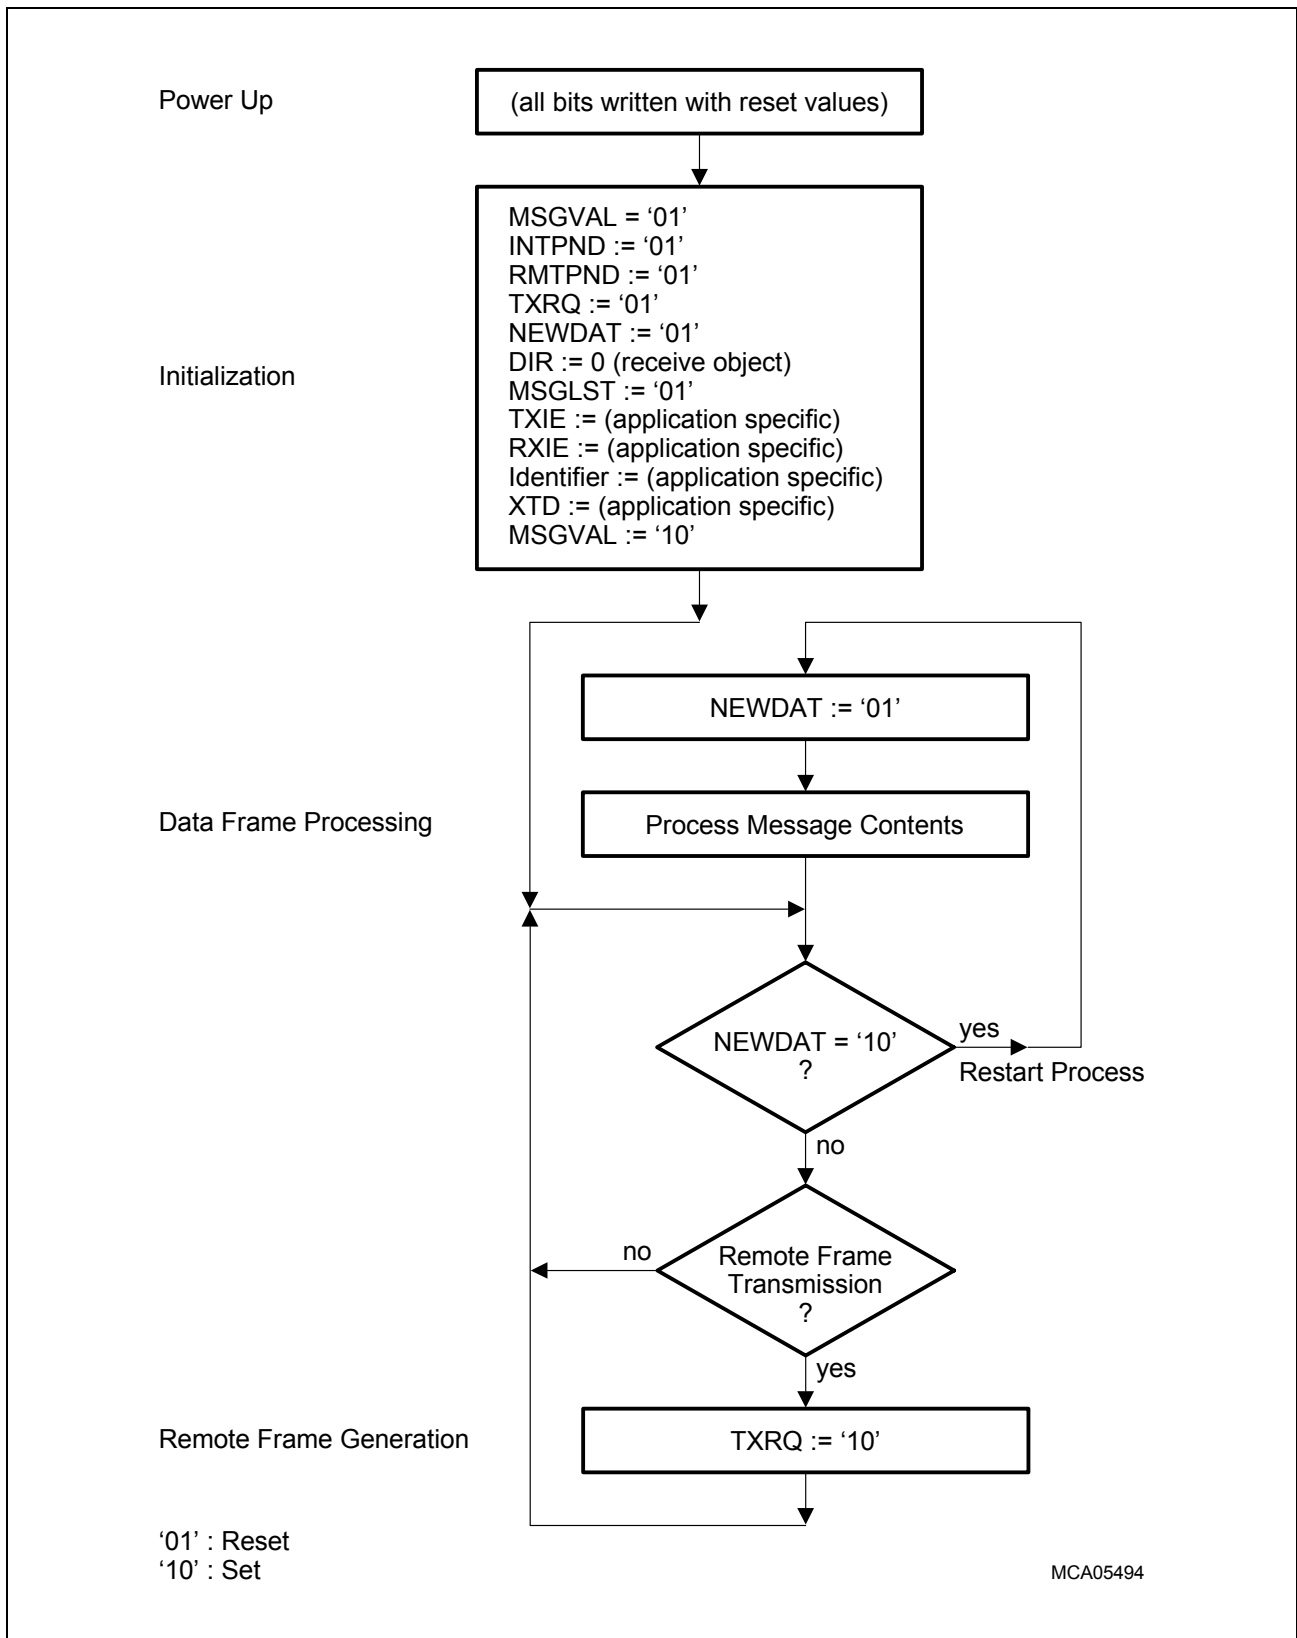 Power Up
(all bits written with reset values)
Initialization
MSGVAL = ‘01’
INTPND := ‘01’
RMTPND := ‘01’
TXRQ := ‘01’
NEWDAT := ‘01’
DIR := 0 (receive object)
MSGLST := ‘01’
TXIE := (application specific)
RXIE := (application specific)
Identifier := (application specific)
XTD := (application specific)
MSGVAL := ‘10’
NEWDAT := ‘01’
Data Frame Processing
Process Message Contents
NEWDAT = ‘10’
?
yes
Restart Process
no
Remote Frame
Transmission
?
no
yes
Remote Frame Generation
TXRQ := ‘10’
‘01’ : Reset
‘10’ : Set
MCA05494